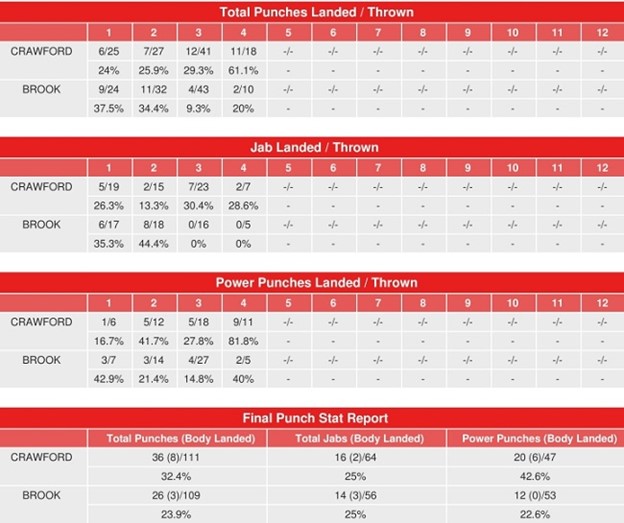 Total Punches Landed / Thrown
1 2 3 4 5 6 7 8 9 10 11 12
CRAWFORD 6/25 7/27 12/41 11/18 -/- -/- -/- -/- -/- -/- -/- -/-
24% 25.9% 29.3% 61.1% - - - - - - - -
BROOK 9/24 11/32 4/43 2/10 -/- -/- -/- -/- -/- -/- -/- -/-
37.5% 34.4% 9.3% 20% - - - - - - - -
Jab Landed / Thrown
1 2 3 4 5 6 7 8 9 10 11 12
CRAWFORD 5/19 2/15 7/23 2/7 -/- -/- -/- -/- -/- -/- -/- -/-
26.3% 13.3% 30.4% 28.6% - - - - - - - -
BROOK 6/17 8/18 0/16 0/5 -/- -/- -/- -/- -/- -/- -/- -/-
35.3% 44.4% 0% 0% - - - - - - - -
Power Punches Landed / Thrown
1 2 3 4 5 6 7 8 9 10 11 12
CRAWFORD 1/6 5/12 5/18 9/11 -/- -/- -/- -/- -/- -/- -/- -/-
16.7% 41.7% 27.8% 81.8% - - - - - - - -
BROOK 3/7 3/14 4/27 2/5 -/- -/- -/- -/- -/- -/- -/- -/-
42.9% 21.4% 14.8% 40% - - - - - - - -
Final Punch Stat Report
Total Punches (Body Landed) Total Jabs (Body Landed) Power Punches (Body Landed)
CRAWFORD 36 (8)/111 16 (2)/64 20 (6)/47
32.4% 25% 42.6%
BROOK 26 (3)/109 14 (3)/56 12 (0)/53
23.9% 25% 22.6%